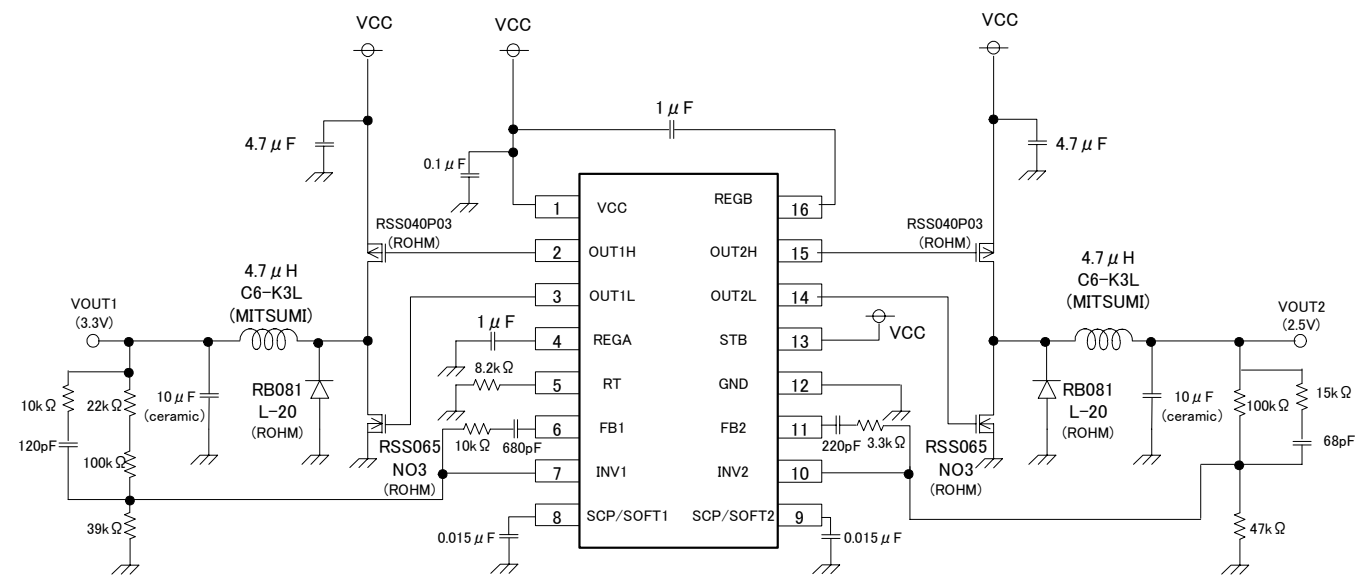 VCC
VCC
VCC
1μF
4.7μF
4.7μF
0.1μF
1
VCC
REGB
16
RSS040P03
(ROHM)
RSS040P03
(ROHM)
2
OUT1H
OUT2H
15
4.7μH
C6-K3L
(MITSUMI)
4.7μH
C6-K3L
(MITSUMI)
3
OUT1L
OUT2L
14
VOUT1
(3.3V)
VOUT2
(2.5V)
1μF
4
REGA
STB
13
VCC
8.2kΩ
5
RT
GND
12
10kΩ
22kΩ
10μF
(ceramic)
RB081
L-20
(ROHM)
RB081
L-20
(ROHM)
10μF
(ceramic)
100kΩ
15kΩ
10kΩ
680pF
6
FB1
FB2
11
220pF
3.3kΩ
120pF
100kΩ
RSS065
NO3
(ROHM)
RSS065
NO3
(ROHM)
68pF
7
INV1
INV2
10
39kΩ
0.015μF
8
SCP/SOFT1
SCP/SOFT2
9
0.015μF
47kΩ